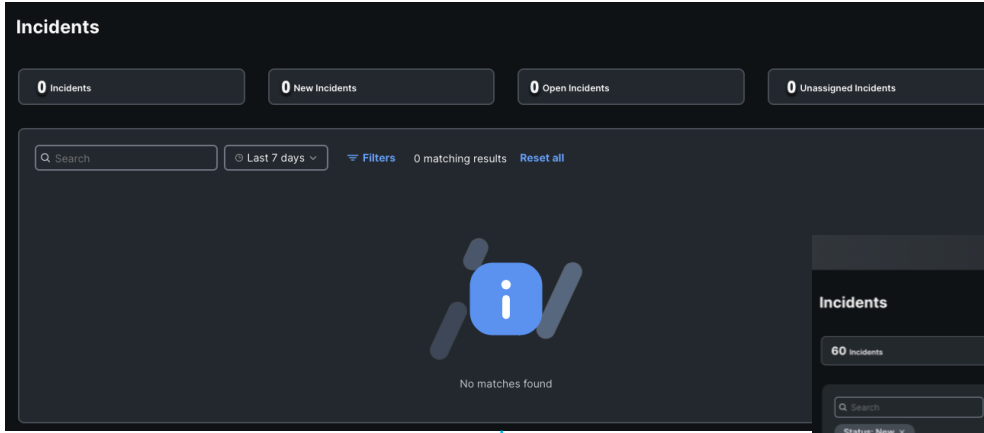 Incidents
0 Incidents
0 New Incidents
0 Open Incidents
0 Unassigned Incidents
Search
Last 7 days
Filters
0 matching results
Reset all
No matches found
Incidents
60 Incidents
Search
Status: New ×